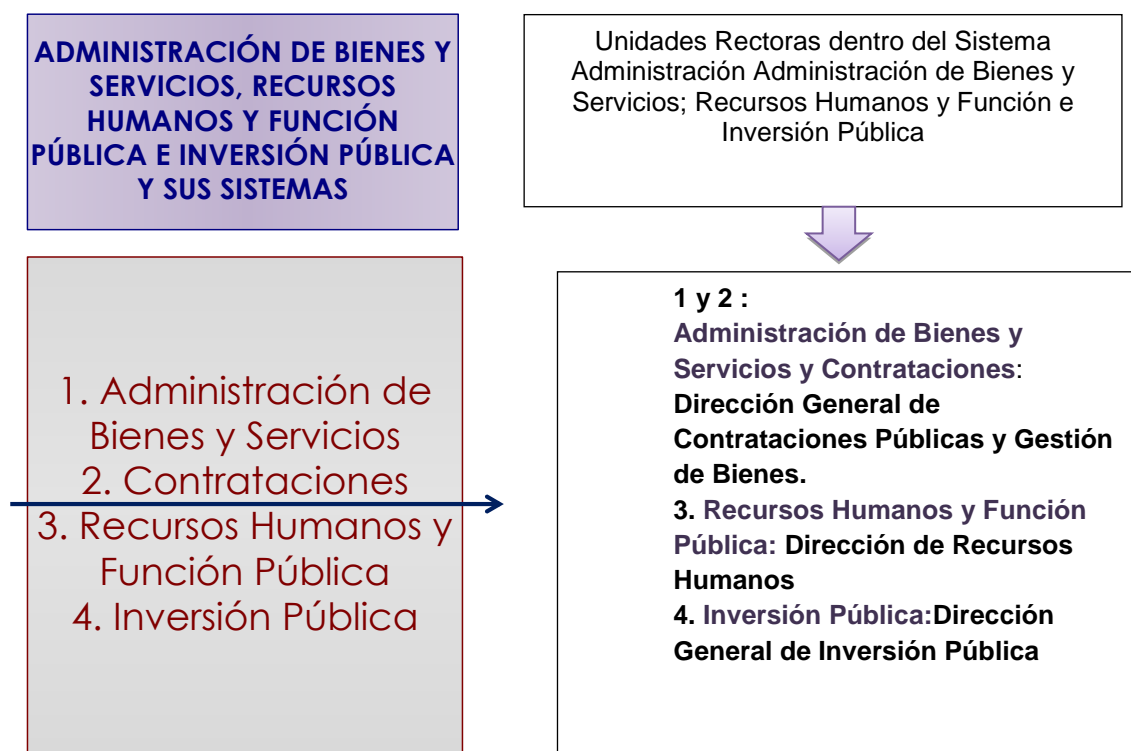 ADMINISTRACIÓN DE BIENES Y
SERVICIOS, RECURSOS
HUMANOS Y FUNCIÓN
PÚBLICA E INVERSIÓN PÚBLICA
Y SUS SISTEMAS
Unidades Rectoras dentro del Sistema
Administración Administración de Bienes y
Servicios; Recursos Humanos y Función e
Inversión Pública
1. Administración de
Bienes y Servicios
2. Contrataciones
3. Recursos Humanos y
Función Pública
4. Inversión Pública
1 y 2 :
Administración de Bienes y
Servicios y Contrataciones:
Dirección General de
Contrataciones Públicas y Gestión
de Bienes.
3. Recursos Humanos y Función
Pública: Dirección de Recursos
Humanos
4. Inversión Pública:Dirección
General de Inversión Pública